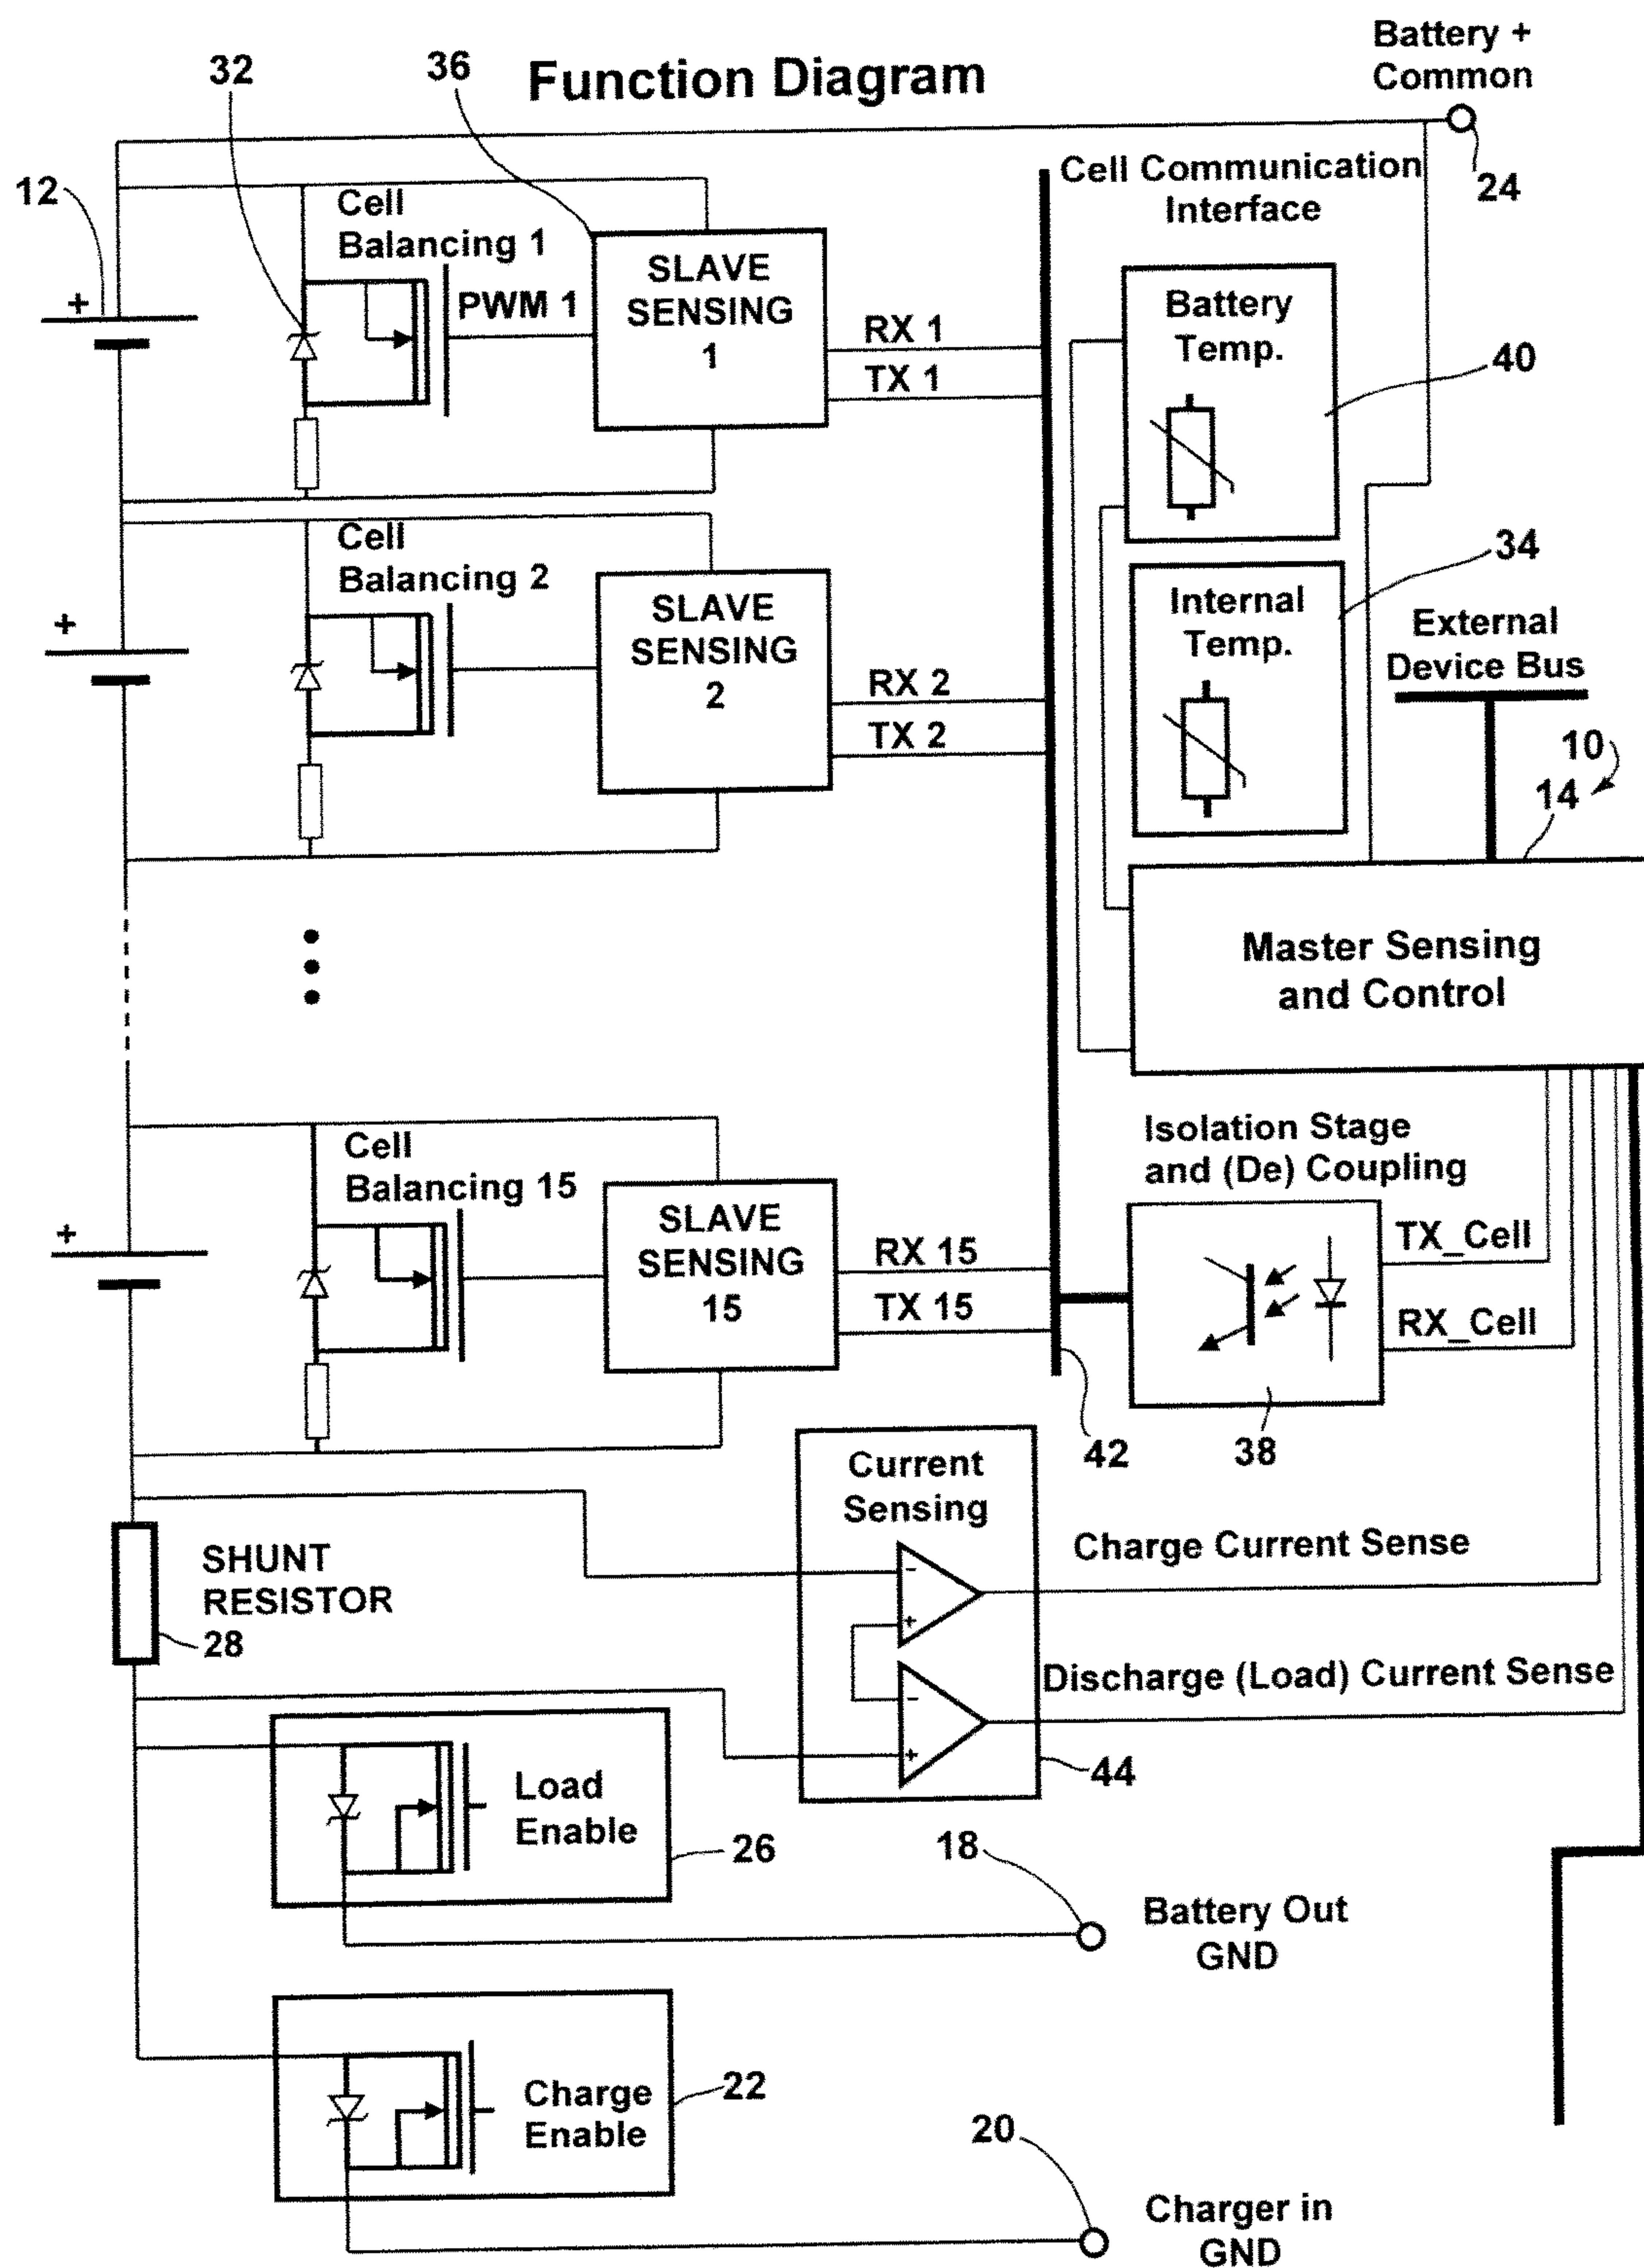 Function Diagram
Battery +
Common
24
32
36
12
+
Cell
Balancing 1
PWM 1
SLAVE
SENSING
1
RX 1
TX 1
Cell Communication
Interface
Battery
Temp.
40
+
Cell
Balancing 2
SLAVE
SENSING
2
RX 2
TX 2
Internal
Temp.
34
External
Device Bus
10
14
Master Sensing
and Control
+
Cell
Balancing 15
SLAVE
SENSING
15
RX 15
TX 15
42
Isolation Stage
and (De) Coupling
TX_Cell
RX_Cell
38
SHUNT
RESISTOR
28
Current
Sensing
-
+
-
+
44
Charge Current Sense
Discharge (Load) Current Sense
Load
Enable
26
18
Battery Out
GND
Charge
Enable
22
20
Charger in
GND